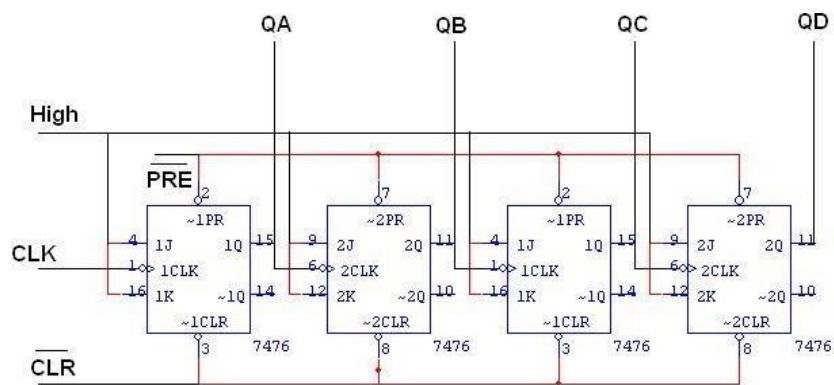 QA QB QC QD
High
PRE
2 7 2 7
~1PR ~2PR ~1PR ~2PR
4 1J 1Q 15 9 2J 2Q 11 4 1J 1Q 15 9 2J 2Q 11
CLK 1 1CLK 6 2CLK 1 1CLK 6 2CLK
16 1K ~1Q 14 12 2K ~2Q 10 16 1K ~1Q 14 12 2K ~2Q 10
~1CLR ~2CLR ~1CLR ~2CLR
3 7476 8 7476 3 7476 8 7476
CLR